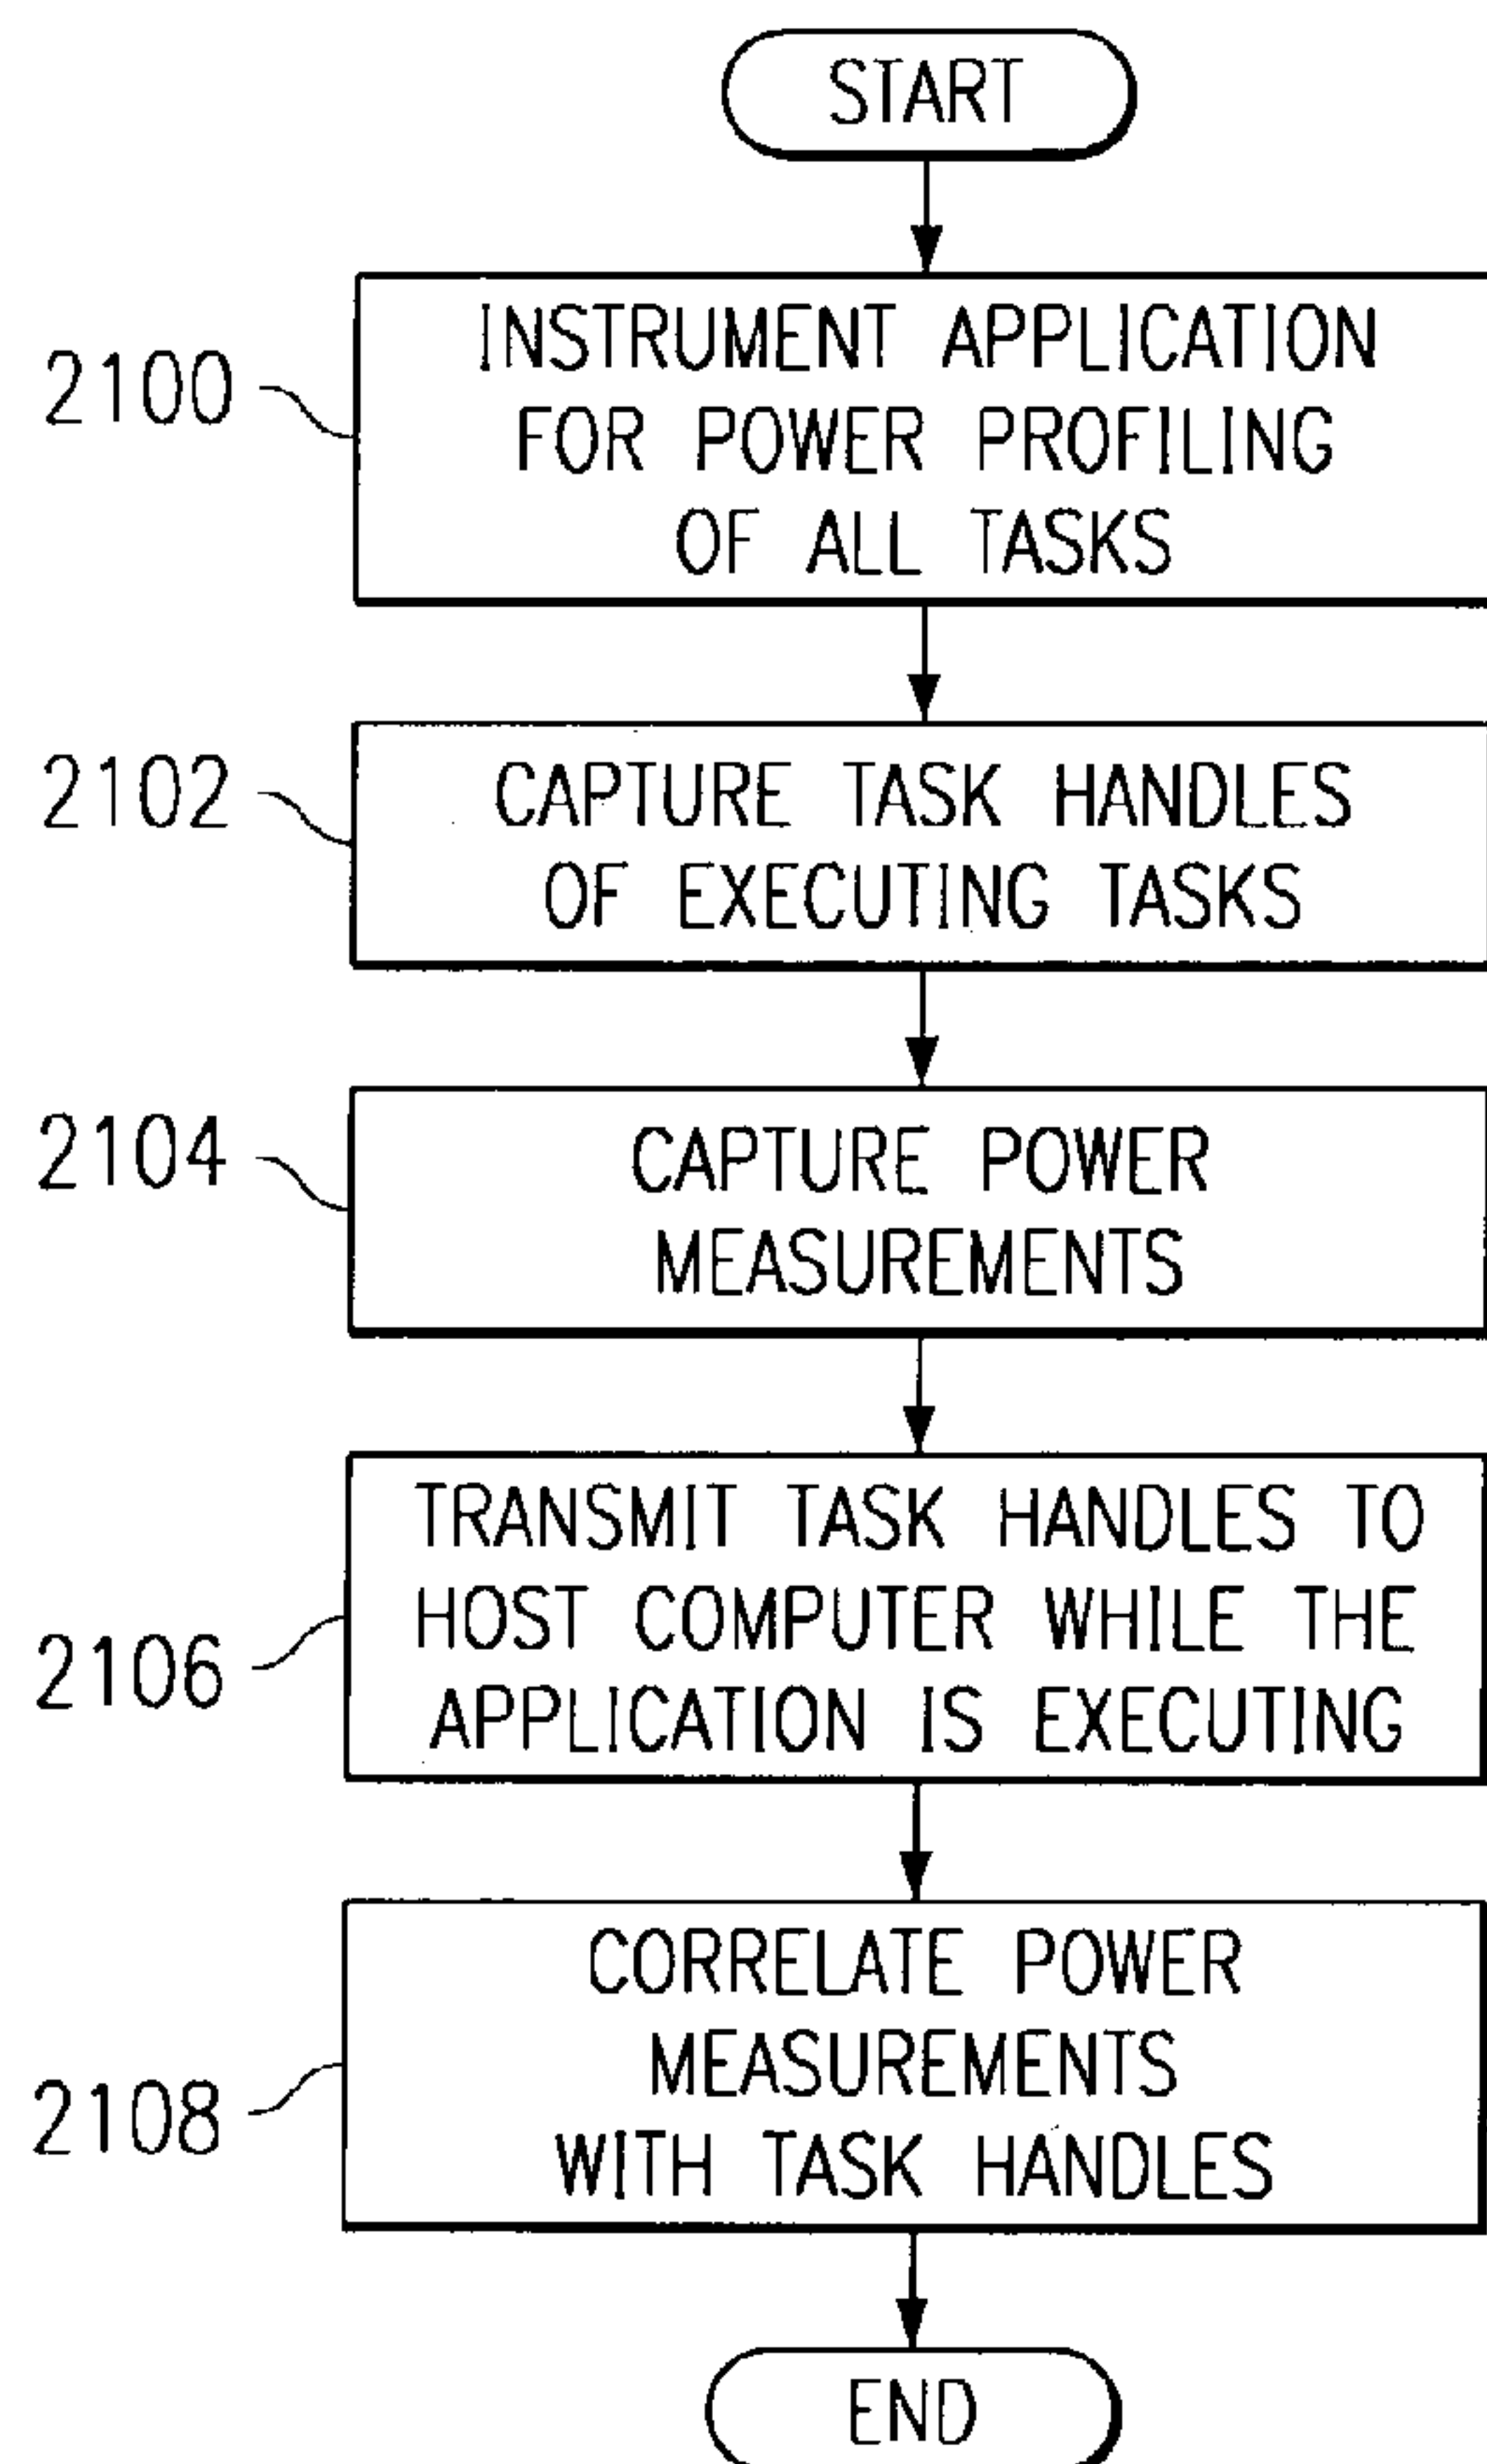 START
2100
INSTRUMENT APPLICATION
FOR POWER PROFILING
OF ALL TASKS
2102
CAPTURE TASK HANDLES
OF EXECUTING TASKS
2104
CAPTURE POWER
MEASUREMENTS
2106
TRANSMIT TASK HANDLES TO
HOST COMPUTER WHILE THE
APPLICATION IS EXECUTING
2108
CORRELATE POWER
MEASUREMENTS
WITH TASK HANDLES
END